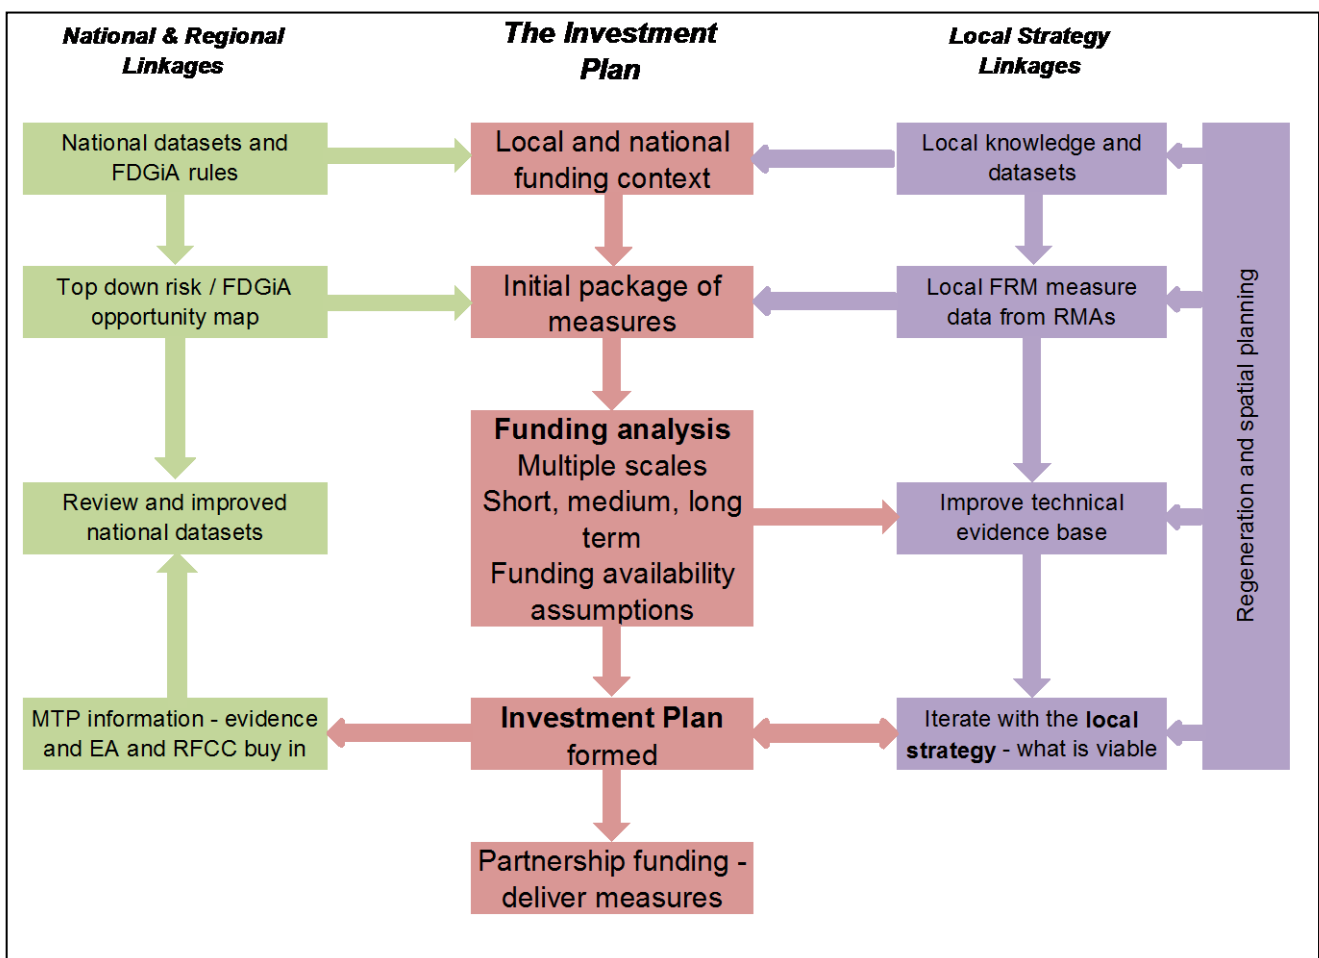 National & Regional
Linkages
The Investment
Plan
Local Strategy
Linkages
National datasets and
FDGiA rules
Local and national
funding context
Local knowledge and
datasets
Top down risk / FDGiA
opportunity map
Initial package of
measures
Local FRM measure
data from RMAs
Funding analysis
Multiple scales
Short, medium, long
term
Funding availability
assumptions
Review and improved
national datasets
Improve technical
evidence base
MTP information - evidence
and EA and RFCC buy in
Investment Plan
formed
Iterate with the local
strategy - what is viable
Partnership funding -
deliver measures
Regeneration and spatial planning